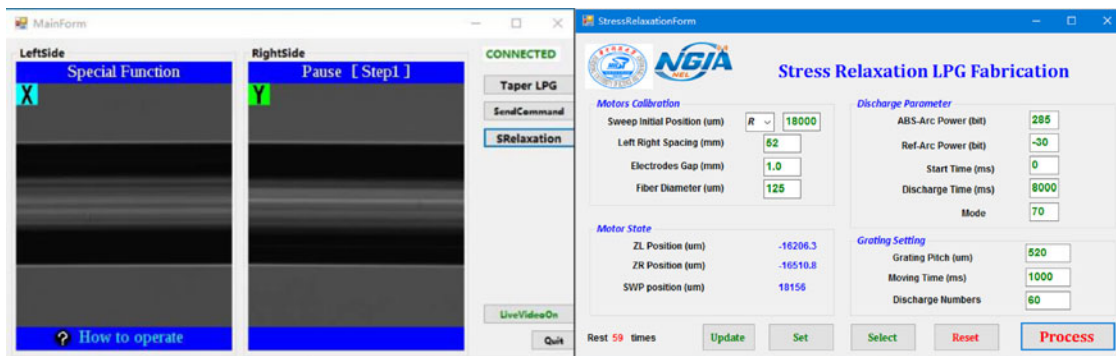 MainForm
LeftSide
RightSide
CONNECTED
Special Function
Pause [Step1]
X
Y
Taper LPG
SendCommand
SRelaxation
? How to operate
LiveVideoOn
Quit
StressRelaxationForm
NGIA
NEL
Stress Relaxation LPG Fabrication
Motors Calibration
Sweep Initial Position (um) R 18000
Left Right Spacing (mm) 52
Electrodes Gap (mm) 1.0
Fiber Diameter (um) 125
Discharge Parameter
ABS-Arc Power (bit) 285
Ref-Arc Power (bit) -30
Start Time (ms) 0
Discharge Time (ms) 8000
Mode 70
Motor State
ZL Position (um) -16206.3
ZR Position (um) -16510.8
SWP position (um) 18156
Grating Setting
Grating Pitch (um) 520
Moving Time (ms) 1000
Discharge Numbers 60
Rest 59 times
Update
Set
Select
Reset
Process